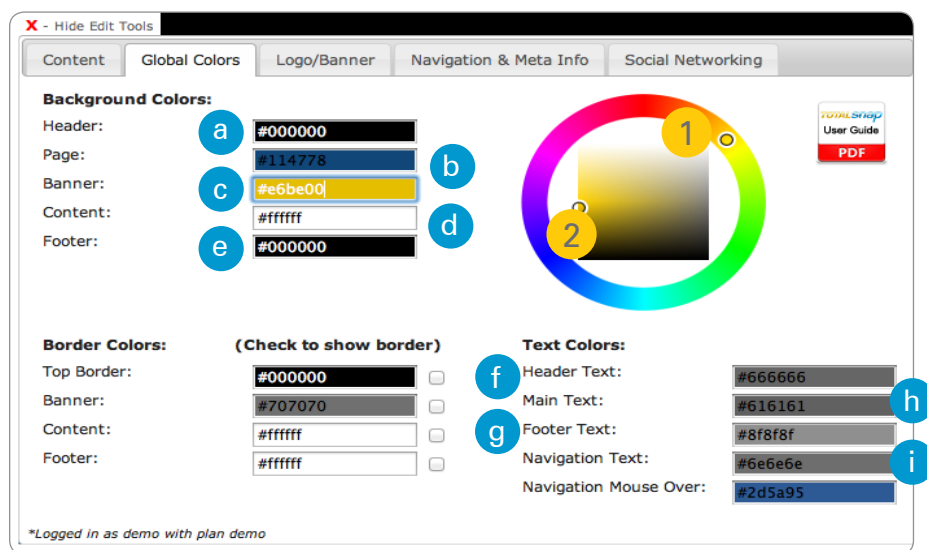 X - Hide Edit Tools
Content Global Colors Logo/Banner Navigation & Meta Info Social Networking
Background Colors:
Header: a #000000
Page: #114778 b
Banner: c #e6be00
Content: #ffffff d
Footer: e #000000
1
2
TOTALSnap
User Guide
PDF
Border Colors: (Check to show border)
Top Border: #000000
Banner: #707070
Content: #ffffff
Footer: #ffffff
Text Colors:
f Header Text: #666666
Main Text: #616161 h
g Footer Text: #8f8f8f
Navigation Text: #6e6e6e i
Navigation Mouse Over: #2d5a95
*Logged in as demo with plan demo